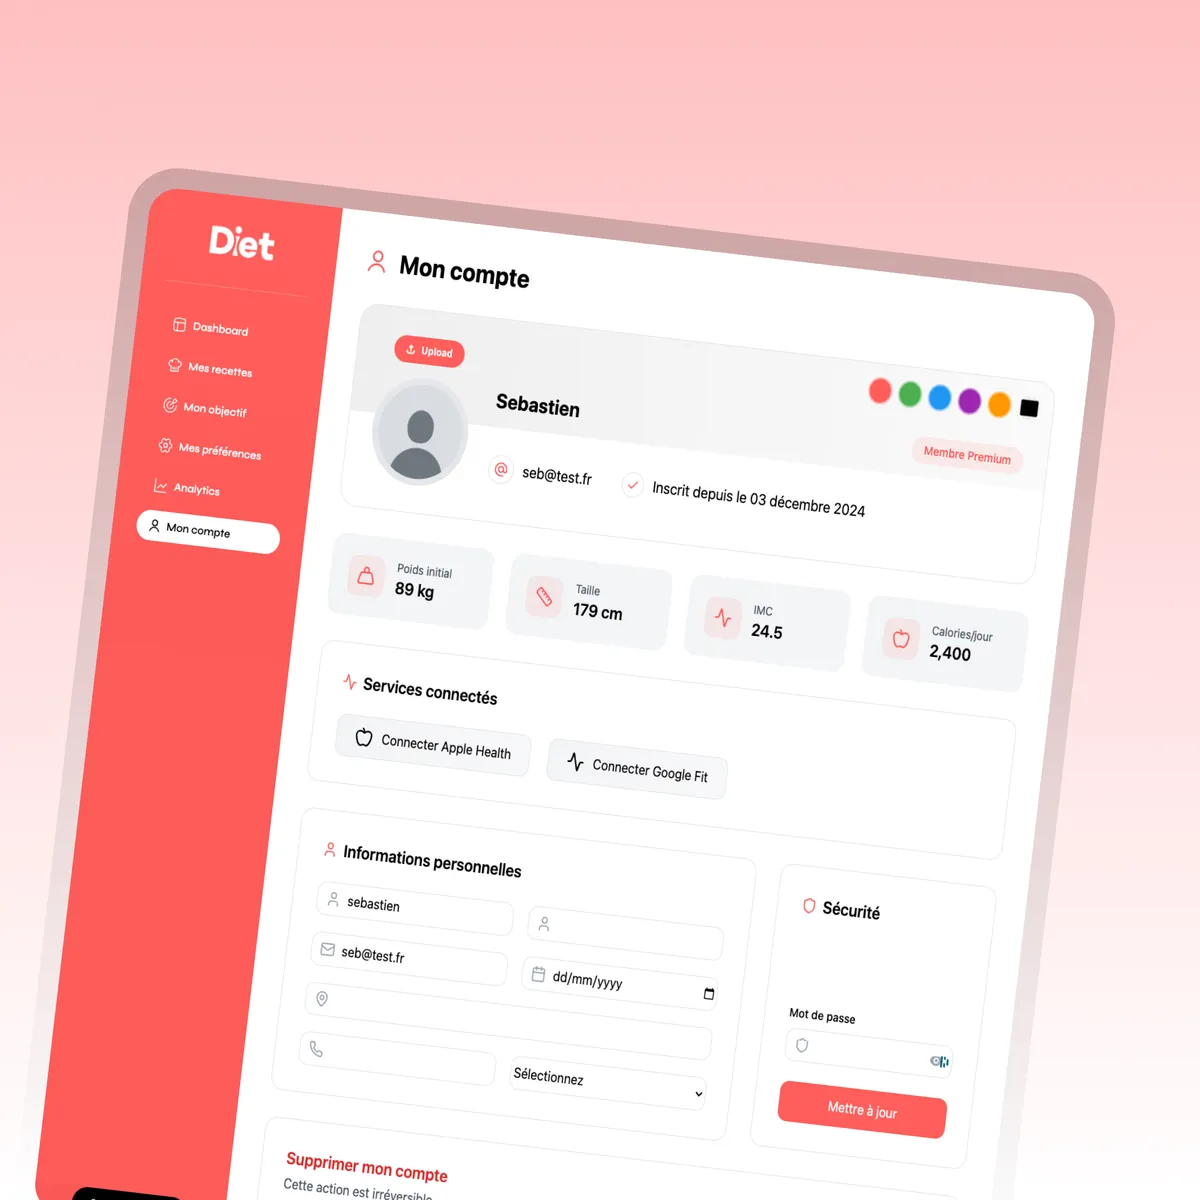 Diet
Dashboard
Mes recettes
Mon objectif
Mes préférences
Analytics
Mon compte
Mon compte
Upload
Sebastien
Membre Premium
seb@test.fr
Inscrit depuis le 03 décembre 2024
Poids initial
89 kg
Taille
179 cm
IMC
24.5
Calories/jour
2,400
Services connectés
Connecter Apple Health
Connecter Google Fit
Informations personnelles
sebastien
seb@test.fr
dd/mm/yyyy
Sélectionnez
Sécurité
Mot de passe
Mettre à jour
Supprimer mon compte
Cette action est irréversible